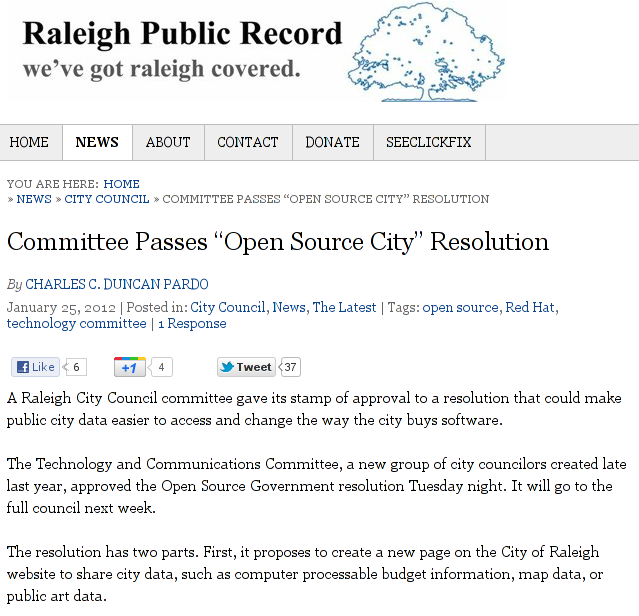 Raleigh Public Record
we've got raleigh covered.
HOME NEWS ABOUT CONTACT DONATE SEECLICKFIX
YOU ARE HERE: HOME
» NEWS » CITY COUNCIL » COMMITTEE PASSES “OPEN SOURCE CITY” RESOLUTION
Committee Passes “Open Source City” Resolution
By CHARLES C. DUNCAN PARDO
January 25, 2012 | Posted in: City Council, News, The Latest | Tags: open source, Red Hat,
technology committee | 1 Response
Like 6 +1 4 Tweet 37
A Raleigh City Council committee gave its stamp of approval to a resolution that could make
public city data easier to access and change the way the city buys software.
The Technology and Communications Committee, a new group of city councilors created late
last year, approved the Open Source Government resolution Tuesday night. It will go to the
full council next week.
The resolution has two parts. First, it proposes to create a new page on the City of Raleigh
website to share city data, such as computer processable budget information, map data, or
public art data.